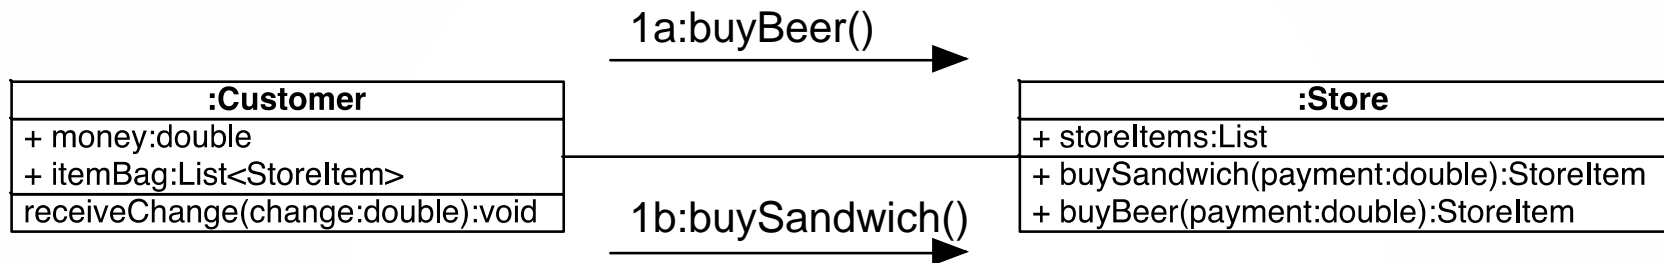 1a:buyBeer()
:Customer
+ money:double
+ itemBag:List<StoreItem>
receiveChange(change:double):void
:Store
+ storeItems:List
+ buySandwich(payment:double):StoreItem
+ buyBeer(payment:double):StoreItem
1b:buySandwich()